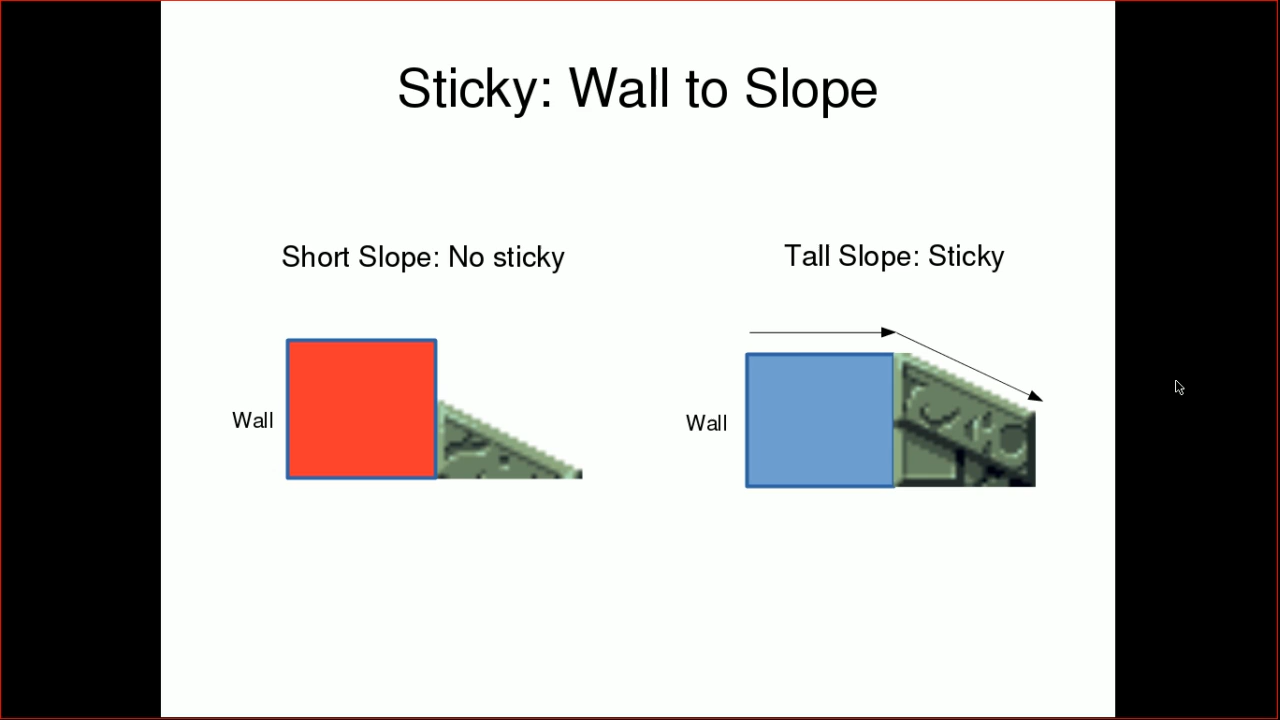 Sticky: Wall to Slope
Short Slope: No sticky
Tall Slope: Sticky
Wall
Wall